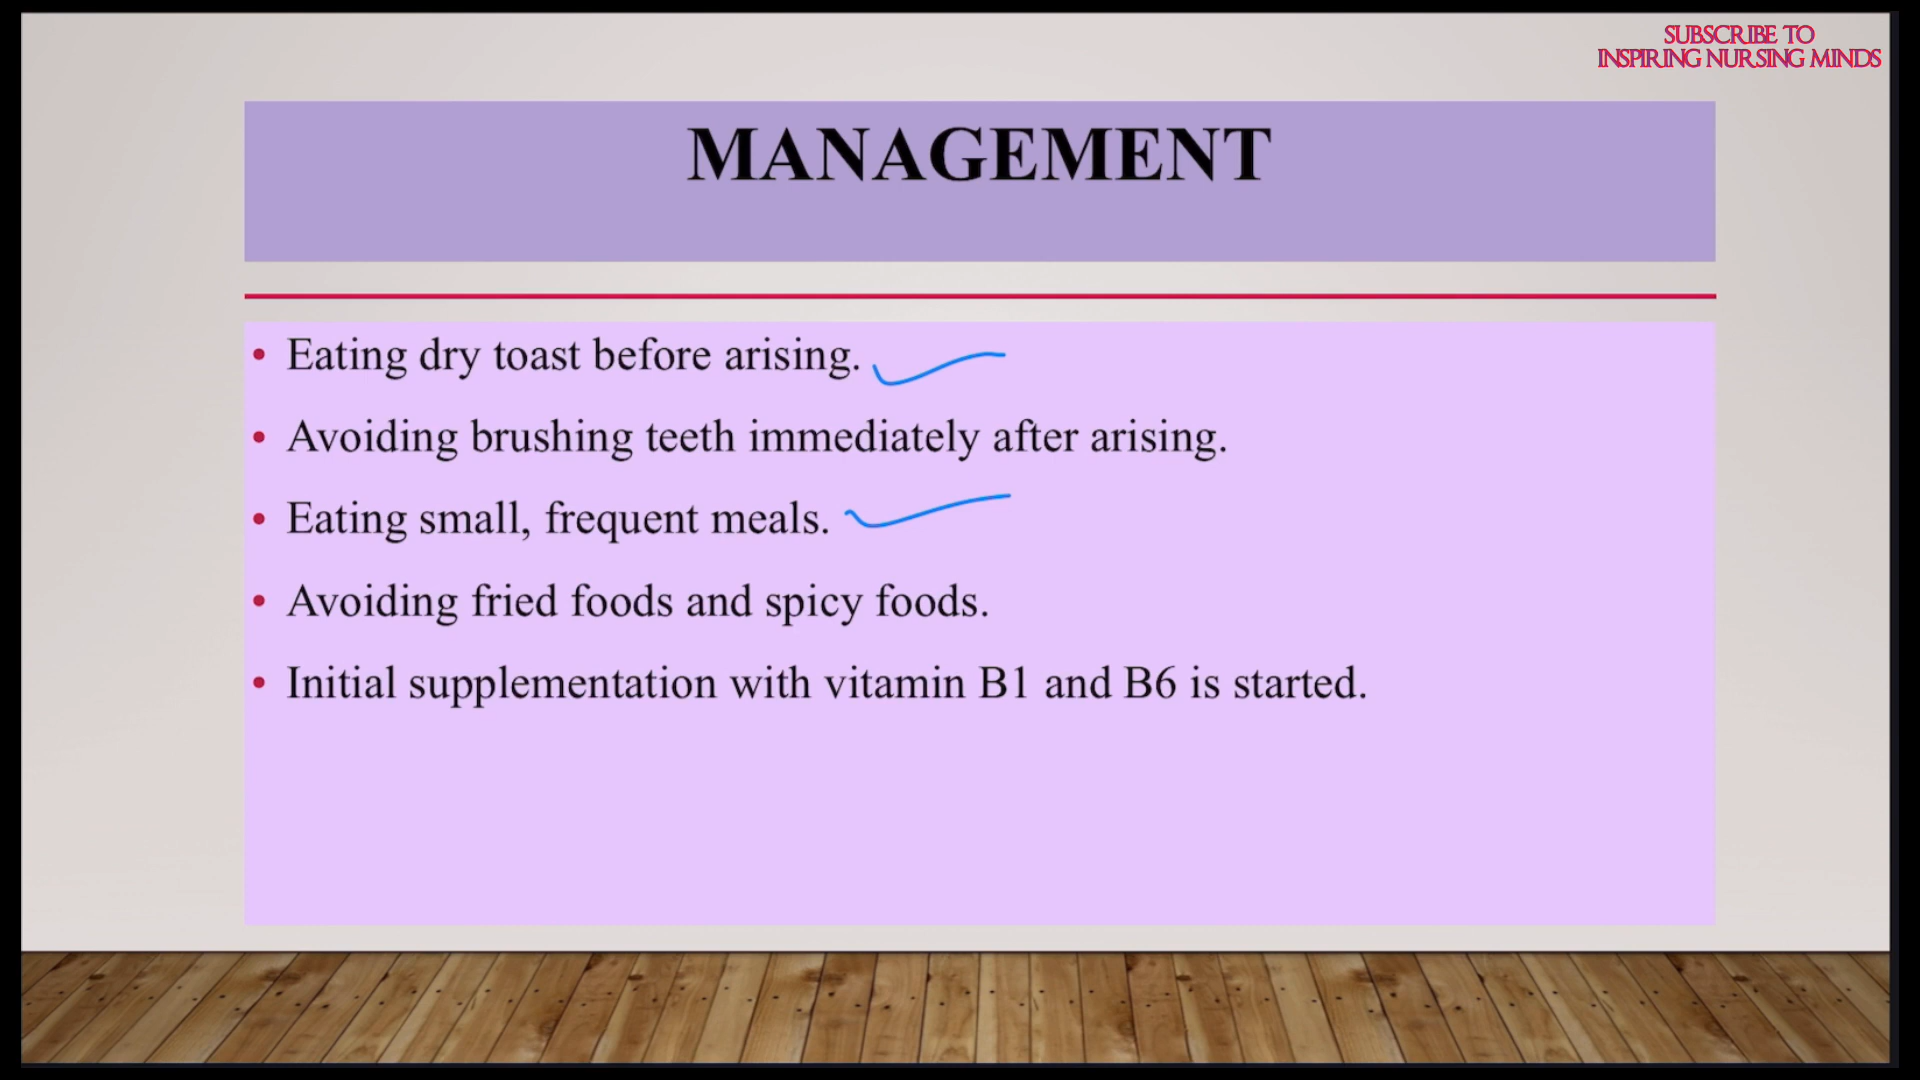 SUBSCRIBE TO
INSPIRING NURSING MINDS
MANAGEMENT
• Eating dry toast before arising.
• Avoiding brushing teeth immediately after arising.
• Eating small, frequent meals.
• Avoiding fried foods and spicy foods.
• Initial supplementation with vitamin B1 and B6 is started.